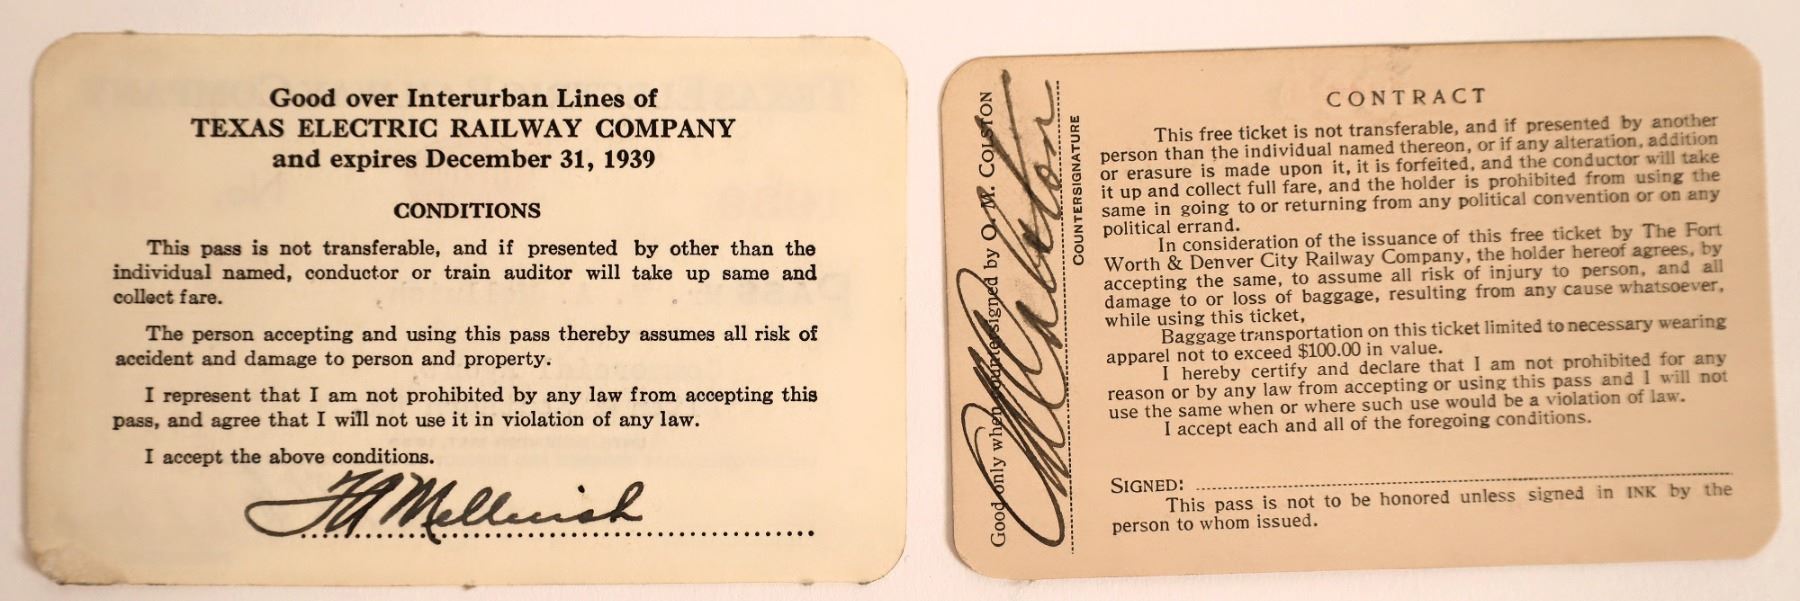 Good over Interurban Lines of
TEXAS ELECTRIC RAILWAY COMPANY
and expires December 31, 1939
CONDITIONS
This pass is not transferable, and if presented by other than the
individual named, conductor or train auditor will take up same and
collect fare.
The person accepting and using this pass thereby assumes all risk of
accident and damage to person and property.
I represent that I am not prohibited by any law from accepting this
pass, and agree that I will not use it in violation of any law.
I accept the above conditions.
Good only when countersigned by O. M. COLSTON
COUNTERSIGNATURE
CONTRACT
This free ticket is not transferable, and if presented by another
person than the individual named thereon, or if any alteration, addition
or erasure is made upon it, it is forfeited, and the conductor will take
it up and collect full fare, and the holder is prohibited from using the
same in going to or returning from any political convention or on any
political errand.
In consideration of the issuance of this free ticket by The Fort
Worth & Denver City Railway Company, the holder hereof agrees, by
accepting the same, to assume all risk of injury to person, and all
damage to or loss of baggage, resulting from any cause whatsoever,
while using this ticket,
Baggage transportation on this ticket limited to necessary wearing
apparel not to exceed $100.00 in value.
I hereby certify and declare that I am not prohibited for any
reason or by any law from accepting or using this pass and I will not
use the same when or where such use would be a violation of law.
I accept each and all of the foregoing conditions.
SIGNED:
This pass is not to be honored unless signed in INK by the
person to whom issued.